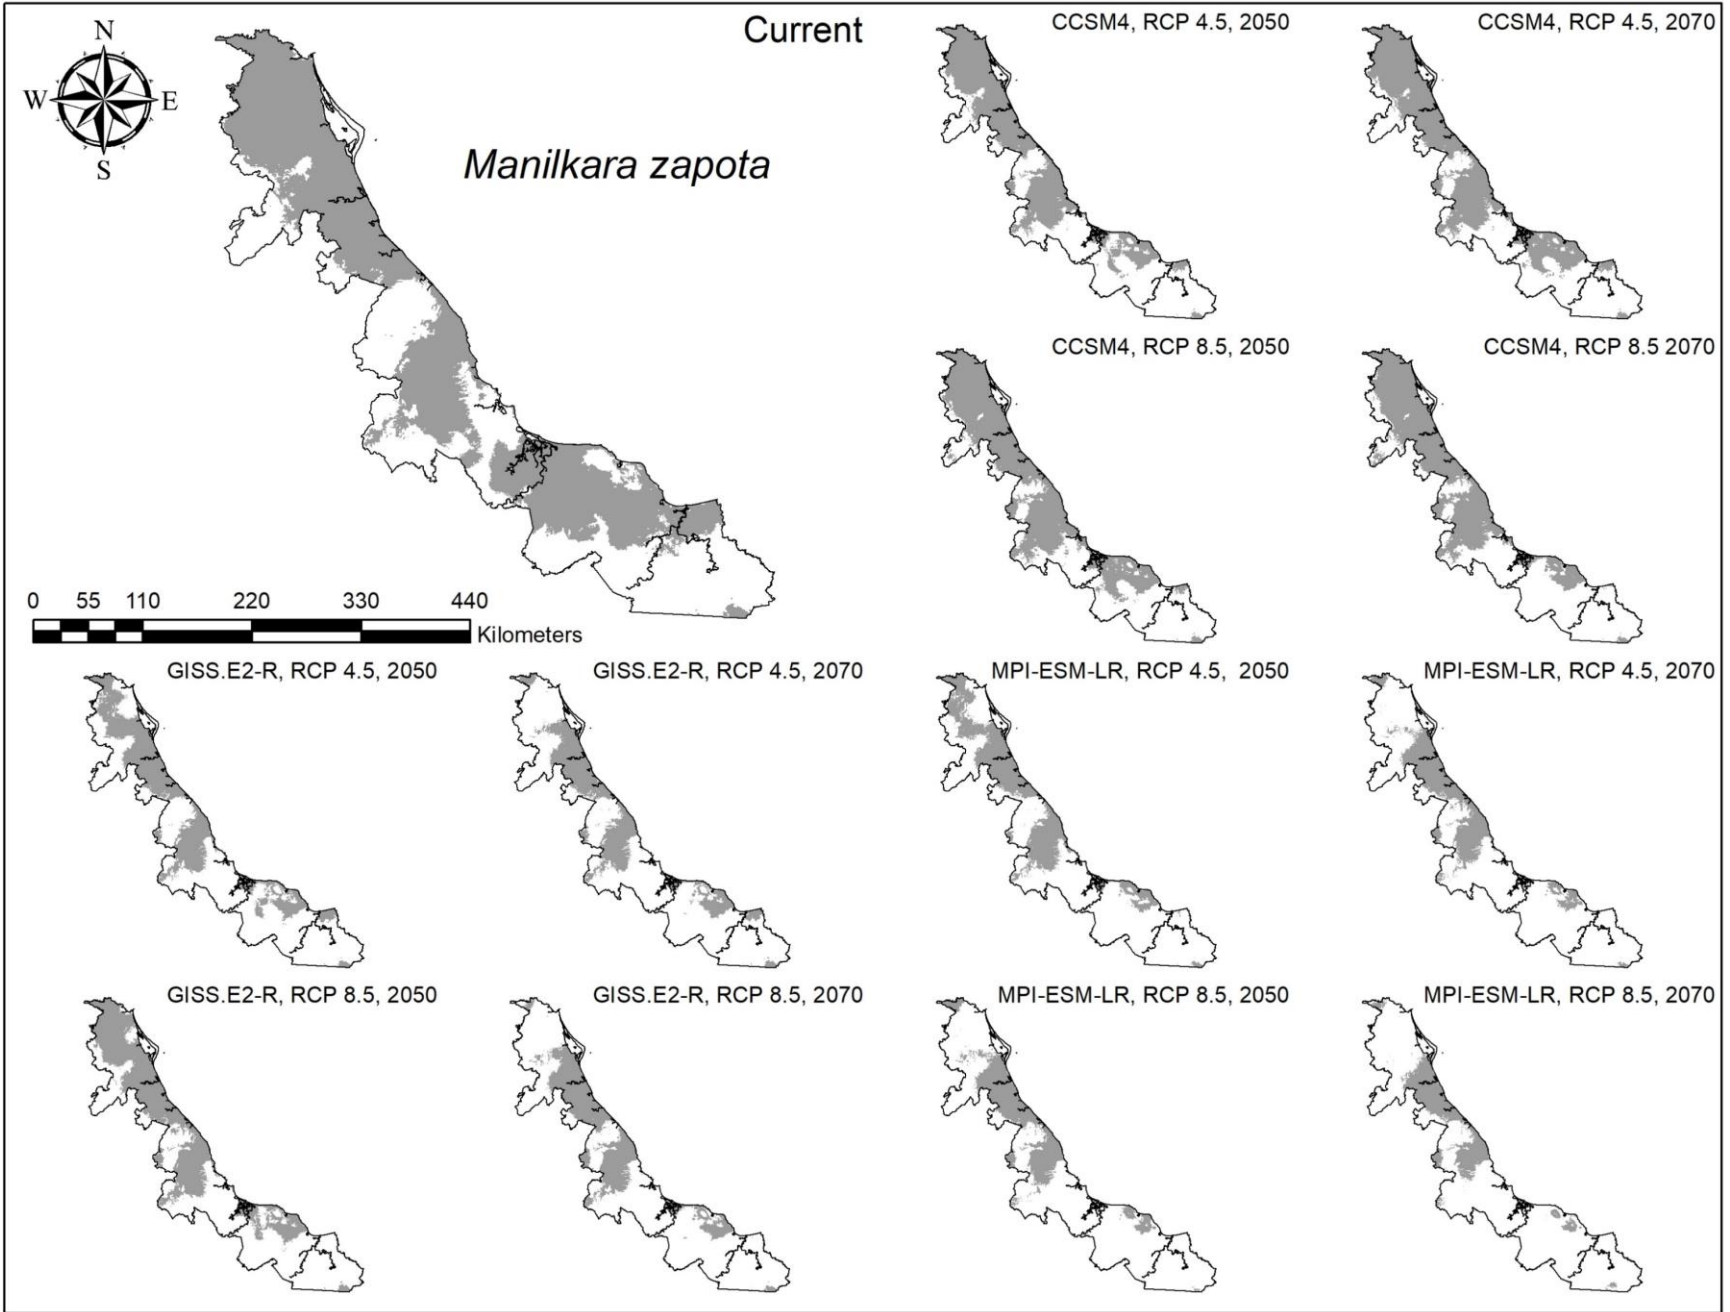 N
W E
S
Current
Manilkara zapota
CCSM4, RCP 4.5, 2050
CCSM4, RCP 4.5, 2070
CCSM4, RCP 8.5, 2050
CCSM4, RCP 8.5 2070
0 55 110 220 330 440
Kilometers
GISS.E2-R, RCP 4.5, 2050
GISS.E2-R, RCP 4.5, 2070
MPI-ESM-LR, RCP 4.5, 2050
MPI-ESM-LR, RCP 4.5, 2070
GISS.E2-R, RCP 8.5, 2050
GISS.E2-R, RCP 8.5, 2070
MPI-ESM-LR, RCP 8.5, 2050
MPI-ESM-LR, RCP 8.5, 2070